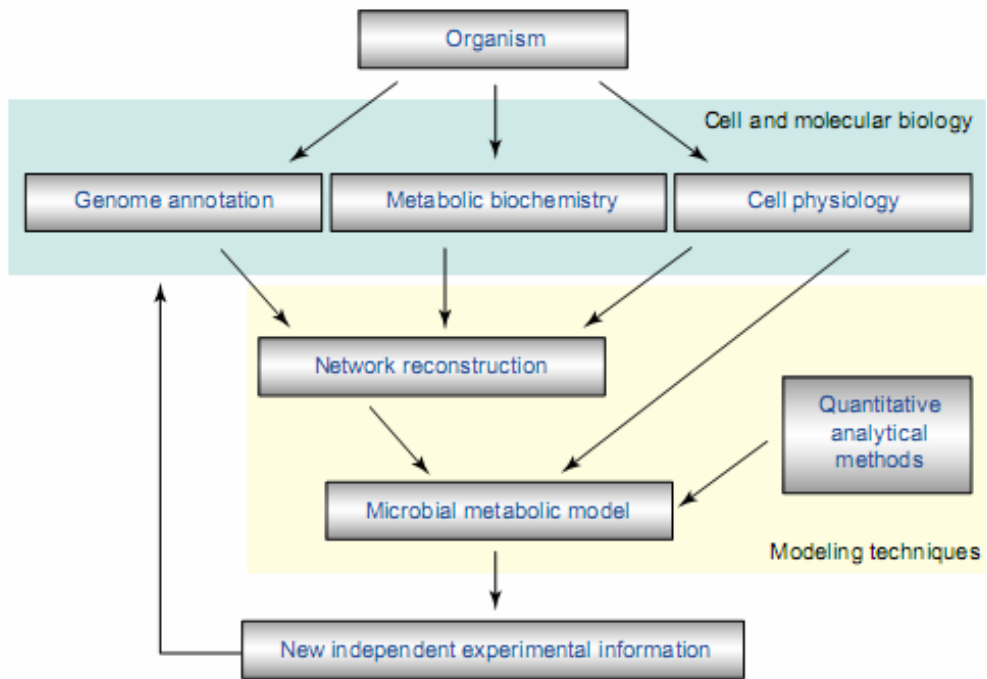 Organism
Cell and molecular biology
Genome annotation
Metabolic biochemistry
Cell physiology
Network reconstruction
Quantitative
analytical
methods
Microbial metabolic model
Modeling techniques
New independent experimental information